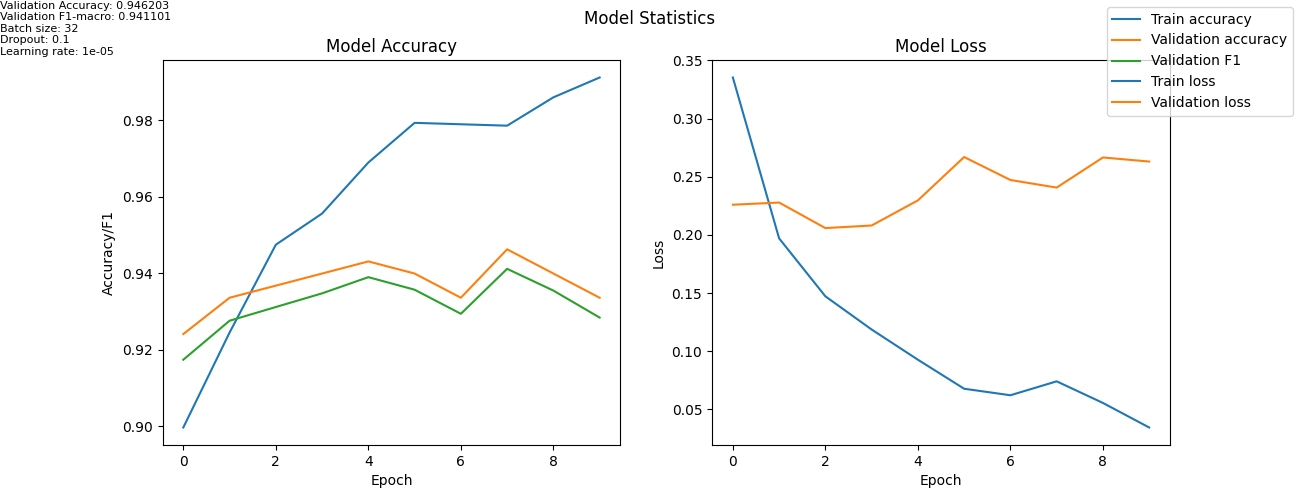 Validation Accuracy: 0.946203
Validation F1-macro: 0.941101
Batch size: 32
Dropout: 0.1
Learning rate: 1e-05
Model Statistics
Model Accuracy
0.98
0.96
0.94
0.92
0.90
Accuracy/F1
0
2
4
6
8
Epoch
Model Loss
0.35
0.30
0.25
0.20
0.15
0.10
0.05
Loss
0
2
4
6
8
Epoch
Train accuracy
Validation accuracy
Validation F1
Train loss
Validation loss